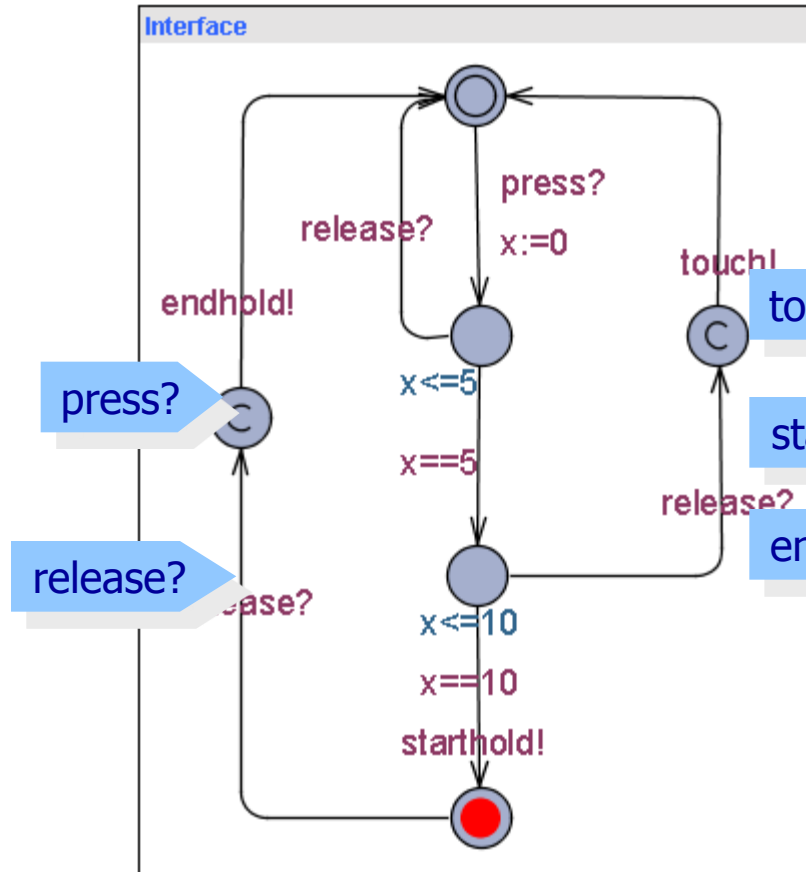 Interface
press?
release?
x:=0
touch!
endhold!
x<=5
press?
x==5
release?
release?
x<=10
x==10
starthold!